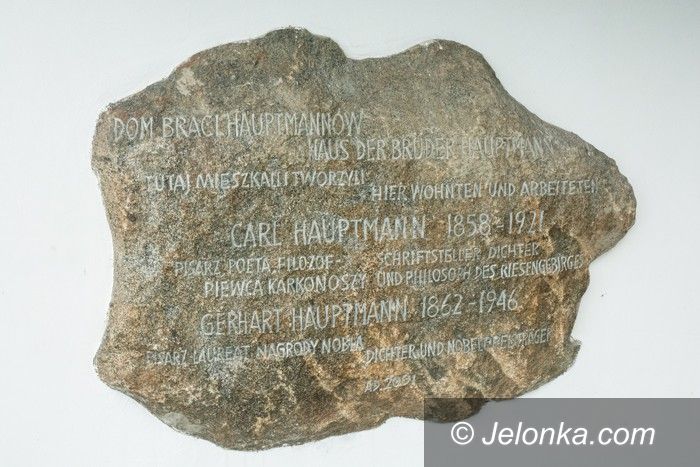 DOM BRACI HAUPTMANNÓW
HAUS DER BRÜDER HAUPTMANN
TUTAJ MIESZKALI I TWORZYLI
HIER WOHNTEN UND ARBEITETEN
CARL HAUPTMANN 1858-1921
PISARZ, POETA, FILOZOF- SCHRIFTSTELLER, DICHTER
PIEWCA KARKONOSZY UND PHILOSOPH DES RIESENGEBIRGES
GERHART HAUPTMANN 1862-1946
PISARZ-LAUREAT NAGRODY NOBLA
DICHTER UND NOBELPREISTRÄGER
AD. 2001
© Jelonka.com